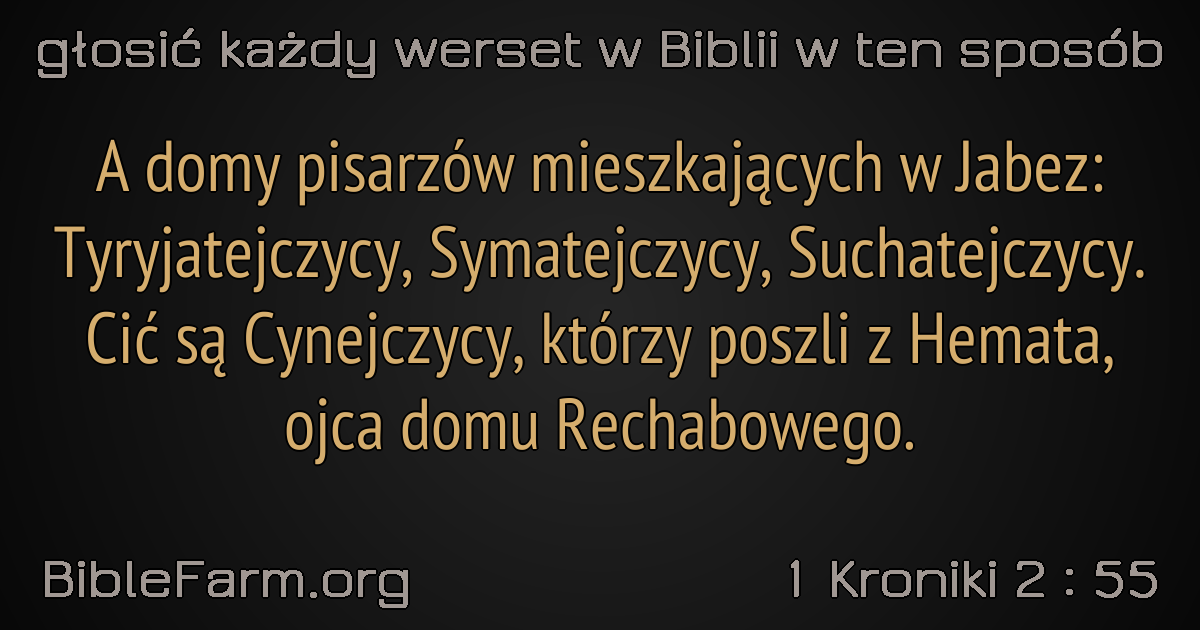 głosić każdy werset w Biblii w ten sposób
A domy pisarzów mieszkających w Jabez:
Tyryjatejczycy, Symatejczycy, Suchatejczycy.
Cić są Cynejczycy, którzy poszli z Hemata,
ojca domu Rechabowego.
BibleFarm.org
1 Kroniki 2 : 55